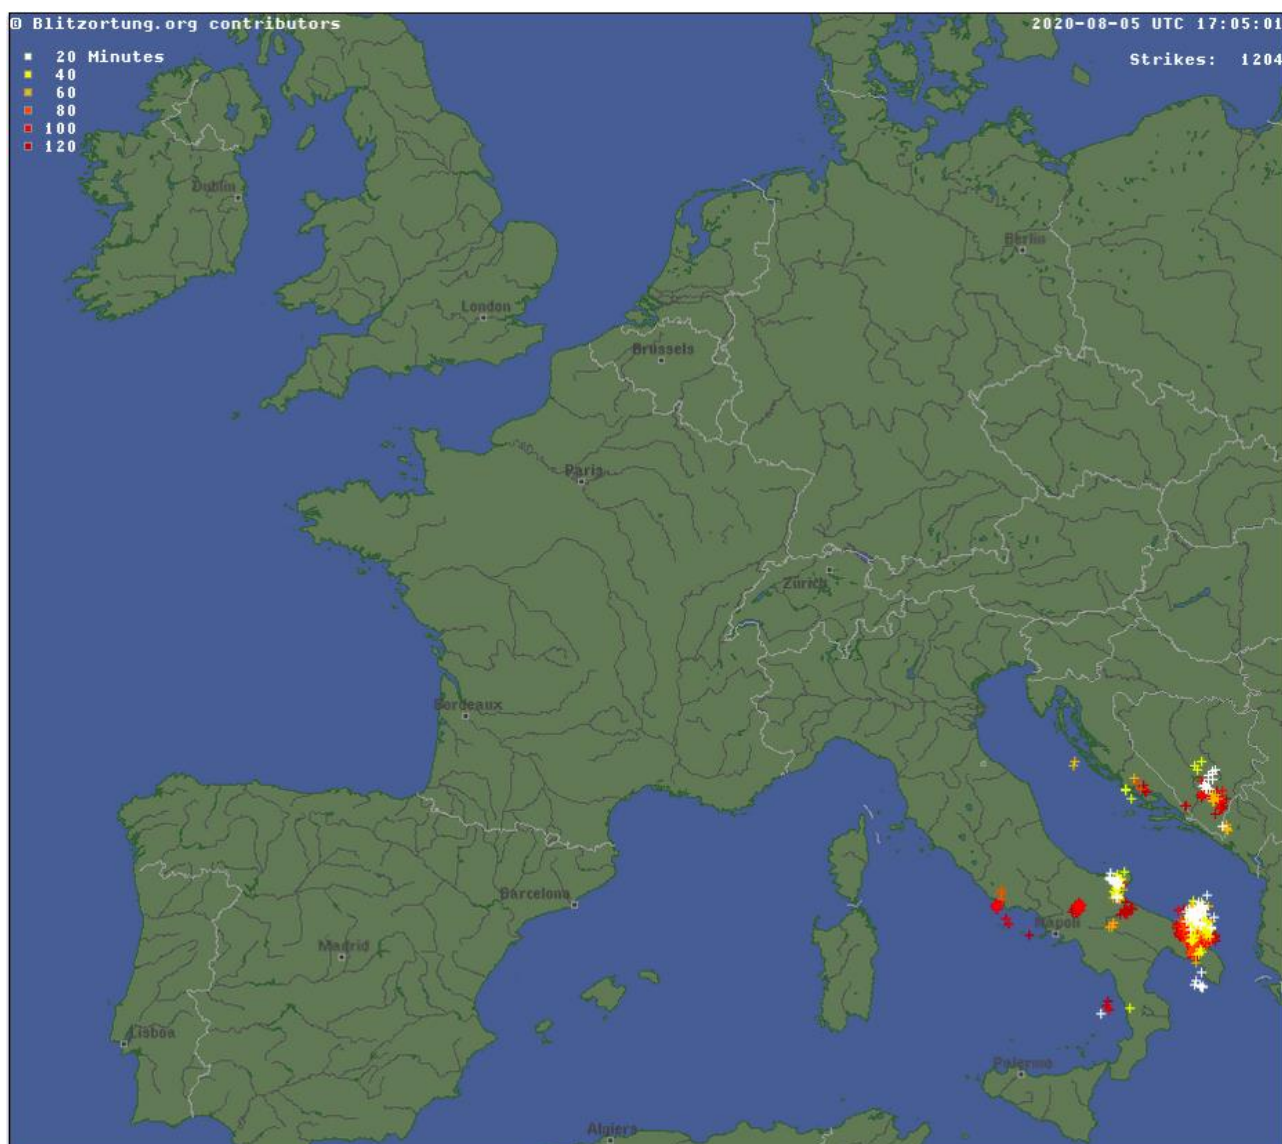 © Blitzortung.org contributors
2020-08-05 UTC 17:05:01
20 Minutes
Strikes: 1204
40
60
80
100
120
Dublin
Berlin
London
Brüssels
Paris
Zürich
Bordeaux
Barcelona
Napoli
Madrid
Lisboa
Palermo
Algiers